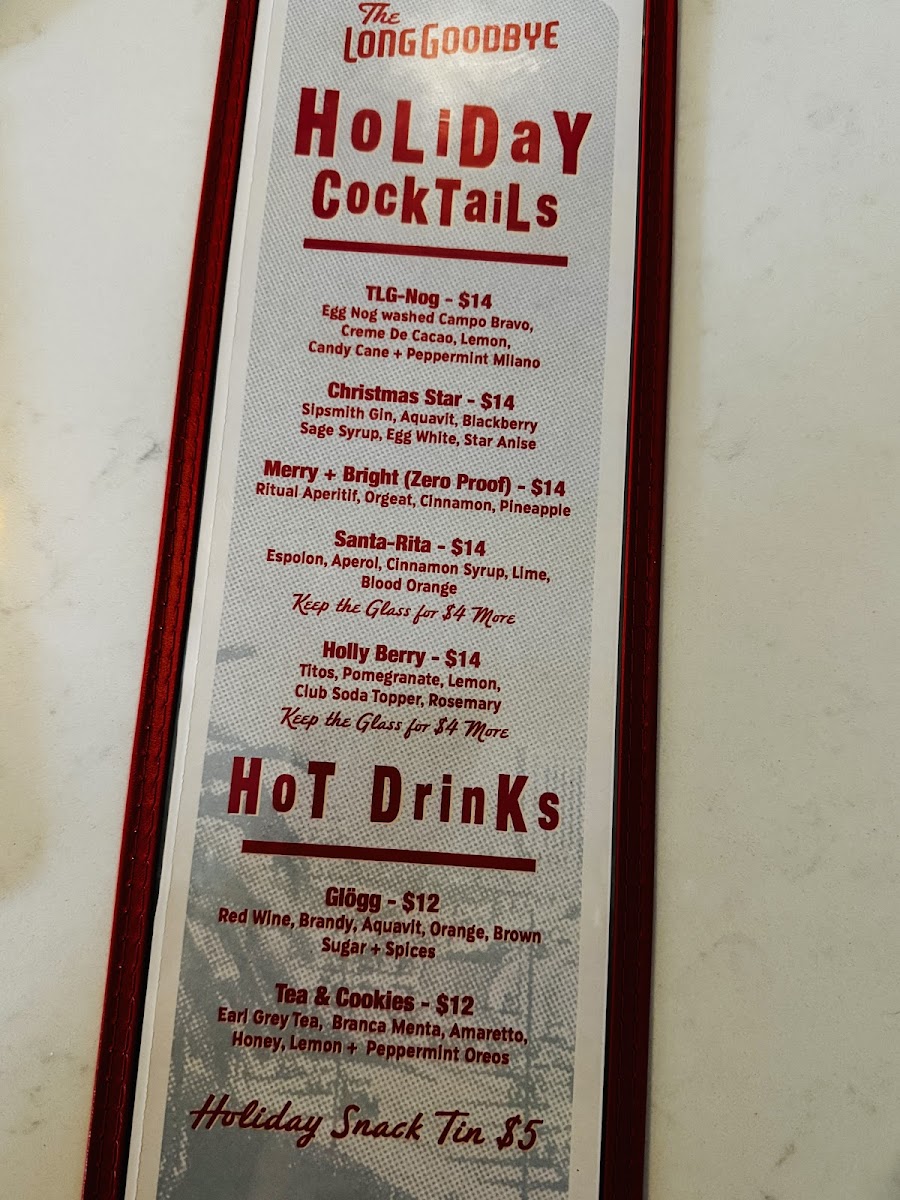 The
LONG GOODBYE
HoLiDaY
CockTaiLs
TLG-Nog - $14
Egg Nog washed Campo Bravo,
Creme De Cacao, Lemon,
Candy Cane + Peppermint Milano
Christmas Star - $14
Sipsmith Gin, Aquavit, Blackberry
Sage Syrup, Egg White, Star Anise
Merry + Bright (Zero Proof) - $14
Ritual Aperitif, Orgeat, Cinnamon, Pineapple
Santa-Rita - $14
Espolon, Aperol, Cinnamon Syrup, Lime,
Blood Orange
Keep the Glass for $4 More
Holly Berry - $14
Titos, Pomegranate, Lemon,
Club Soda Topper, Rosemary
Keep the Glass for $4 More
HoT DrinKs
Glögg - $12
Red Wine, Brandy, Aquavit, Orange, Brown
Sugar + Spices
Tea & Cookies - $12
Earl Grey Tea, Branca Menta, Amaretto,
Honey, Lemon + Peppermint Oreos
Holiday Snack Tin $5